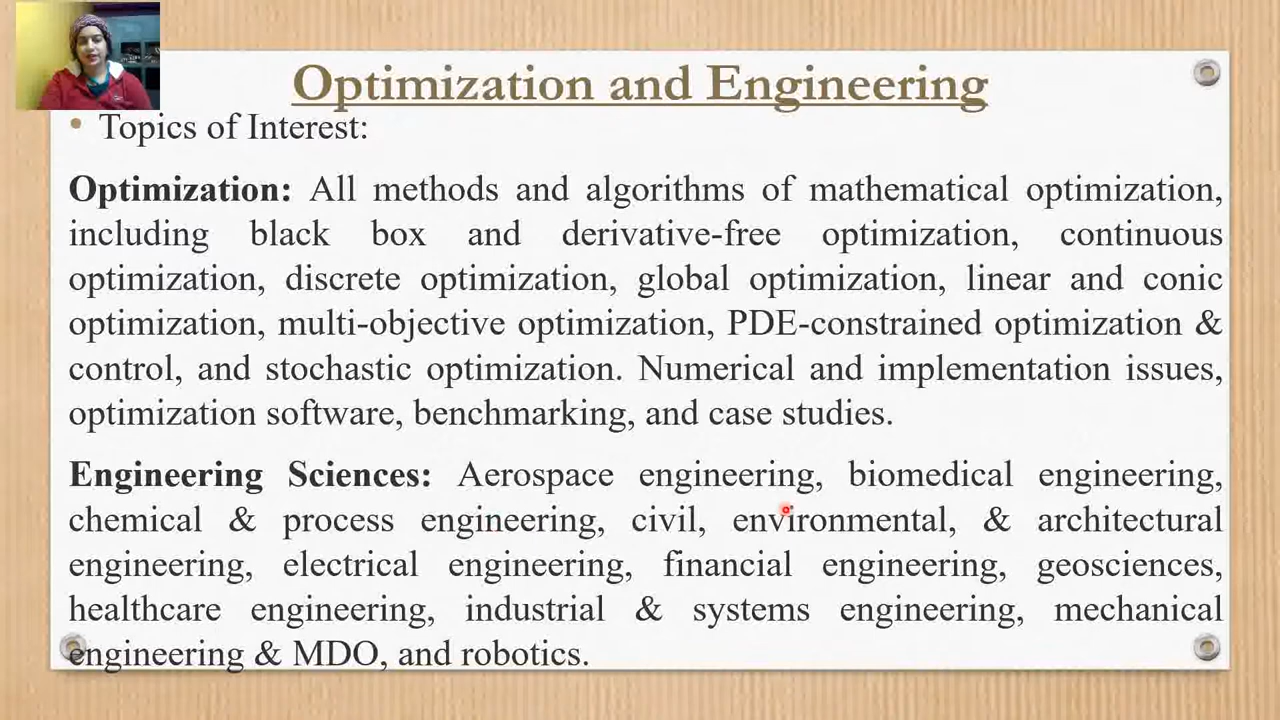 Optimization and Engineering
• Topics of Interest:
Optimization: All methods and algorithms of mathematical optimization,
including black box and derivative-free optimization, continuous
optimization, discrete optimization, global optimization, linear and conic
optimization, multi-objective optimization, PDE-constrained optimization &
control, and stochastic optimization. Numerical and implementation issues,
optimization software, benchmarking, and case studies.
Engineering Sciences: Aerospace engineering, biomedical engineering,
chemical & process engineering, civil, environmental, & architectural
engineering, electrical engineering, financial engineering, geosciences,
healthcare engineering, industrial & systems engineering, mechanical
engineering & MDO, and robotics.